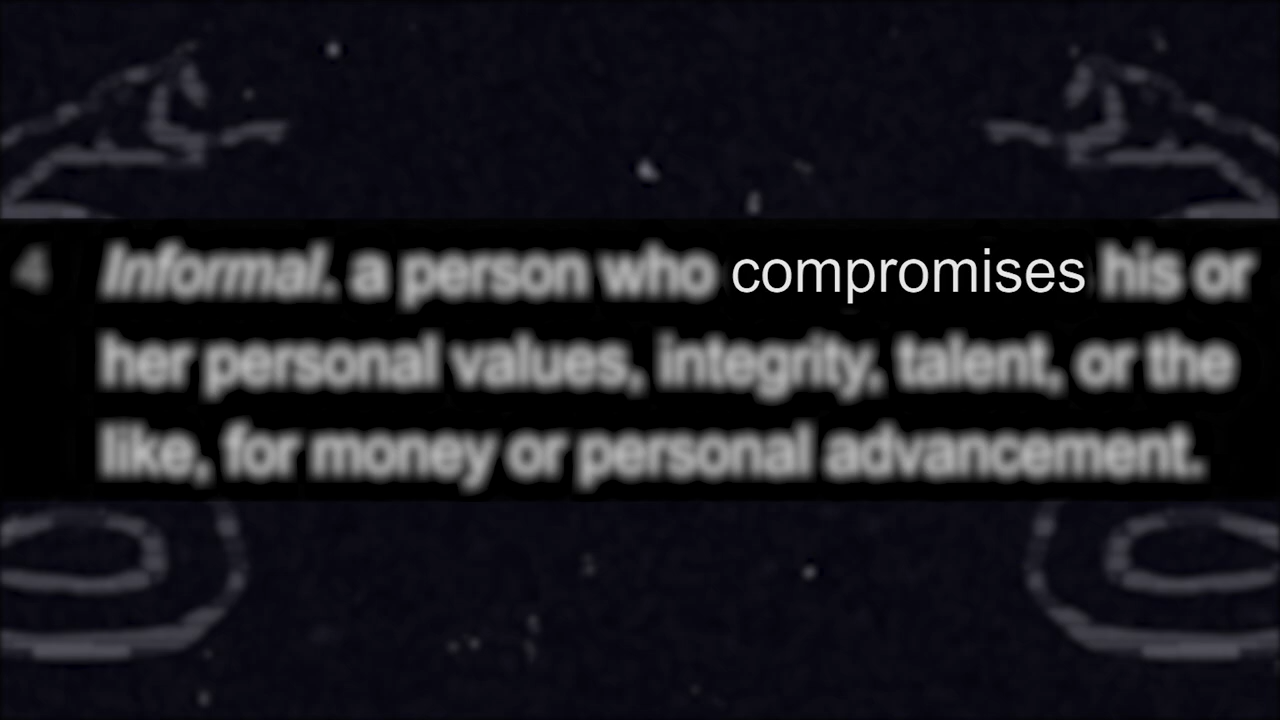 4 Informal. a person who compromises his or
her personal values, integrity, talent, or the
like, for money or personal advancement.